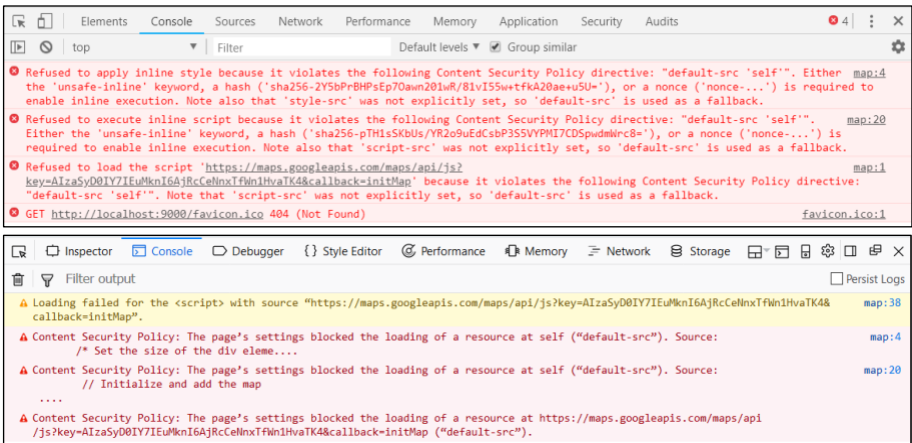 Elements Console Sources Network Performance Memory Application Security Audits 4
top Filter Default levels Group similar
Refused to apply inline style because it violates the following Content Security Policy directive: "default-src 'self'". Either map:4
the 'unsafe-inline' keyword, a hash ('sha256-2Y5bPrBHPsEp7Oawn201wR/81vI55w+tfkA20ae+u5U='), or a nonce ('nonce-...') is required to
enable inline execution. Note also that 'style-src' was not explicitly set, so 'default-src' is used as a fallback.
Refused to execute inline script because it violates the following Content Security Policy directive: "default-src 'self'". map:20
Either the 'unsafe-inline' keyword, a hash ('sha256-pTH1sSKbUs/YR2o9uEdCsbP3S5VYPMI7CDSpwdmWrc8='), or a nonce ('nonce-...') is
required to enable inline execution. Note also that 'script-src' was not explicitly set, so 'default-src' is used as a fallback.
Refused to load the script 'https://maps.googleapis.com/maps/api/js? map:1
key=AIzaSyD0IY7IEuMknI6AjRcCeNnxTfWn1HvaTK4&callback=initMap' because it violates the following Content Security Policy directive:
"default-src 'self'". Note that 'script-src' was not explicitly set, so 'default-src' is used as a fallback.
GET http://localhost:9000/favicon.ico 404 (Not Found) favicon.ico:1
Inspector Console Debugger {} Style Editor Performance Memory Network Storage
Filter output Persist Logs
Loading failed for the <script> with source “https://maps.googleapis.com/maps/api/js?key=AIzaSyD0IY7IEuMknI6AjRcCeNnxTfWn1HvaTK4& map:38
callback=initMap”.
Content Security Policy: The page’s settings blocked the loading of a resource at self (“default-src”). Source: map:4
/* Set the size of the div eleme....
Content Security Policy: The page’s settings blocked the loading of a resource at self (“default-src”). Source: map:20
// Initialize and add the map
....
Content Security Policy: The page’s settings blocked the loading of a resource at https://maps.googleapis.com/maps/api
/js?key=AIzaSyD0IY7IEuMknI6AjRcCeNnxTfWn1HvaTK4&callback=initMap (“default-src”).